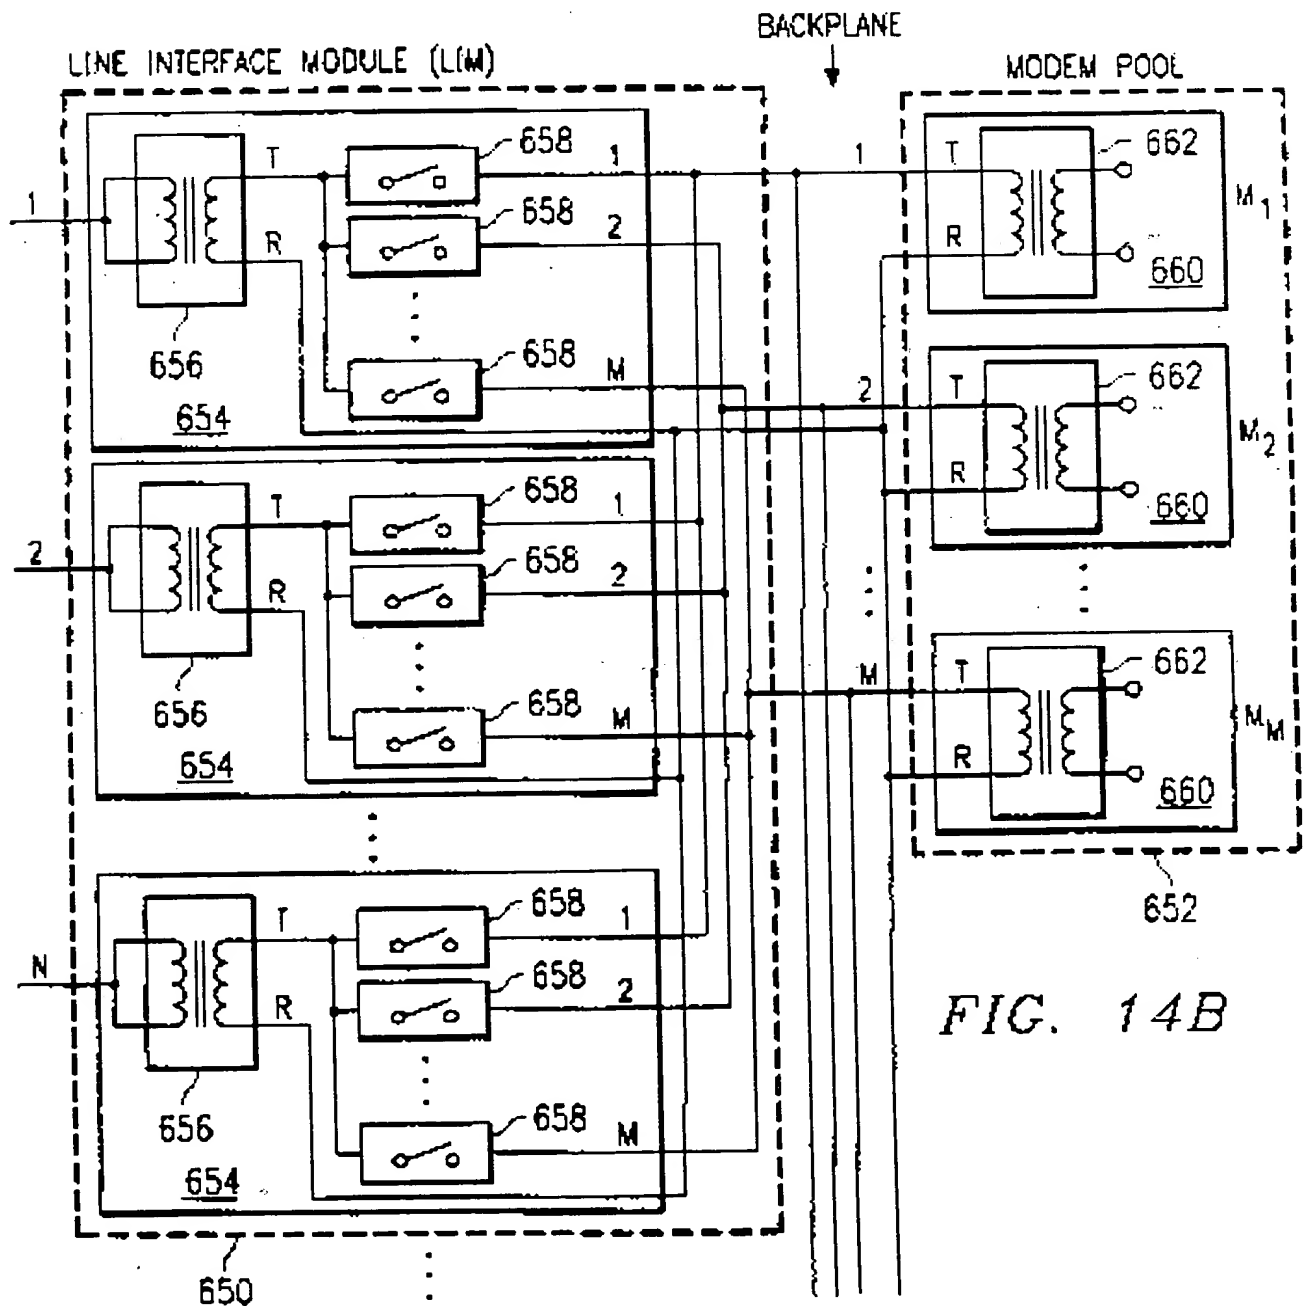 BACKPLANE
LINE INTERFACE MODULE (LIM)
MODEM POOL
1
T
R
656
654
658
1
658
2
658
M
1
T
R
662
660
M1
2
T
R
656
654
658
1
658
2
658
M
2
T
R
662
660
M2
M
T
R
662
660
MM
652
N
T
R
656
654
658
1
658
2
658
M
650
FIG. 14B